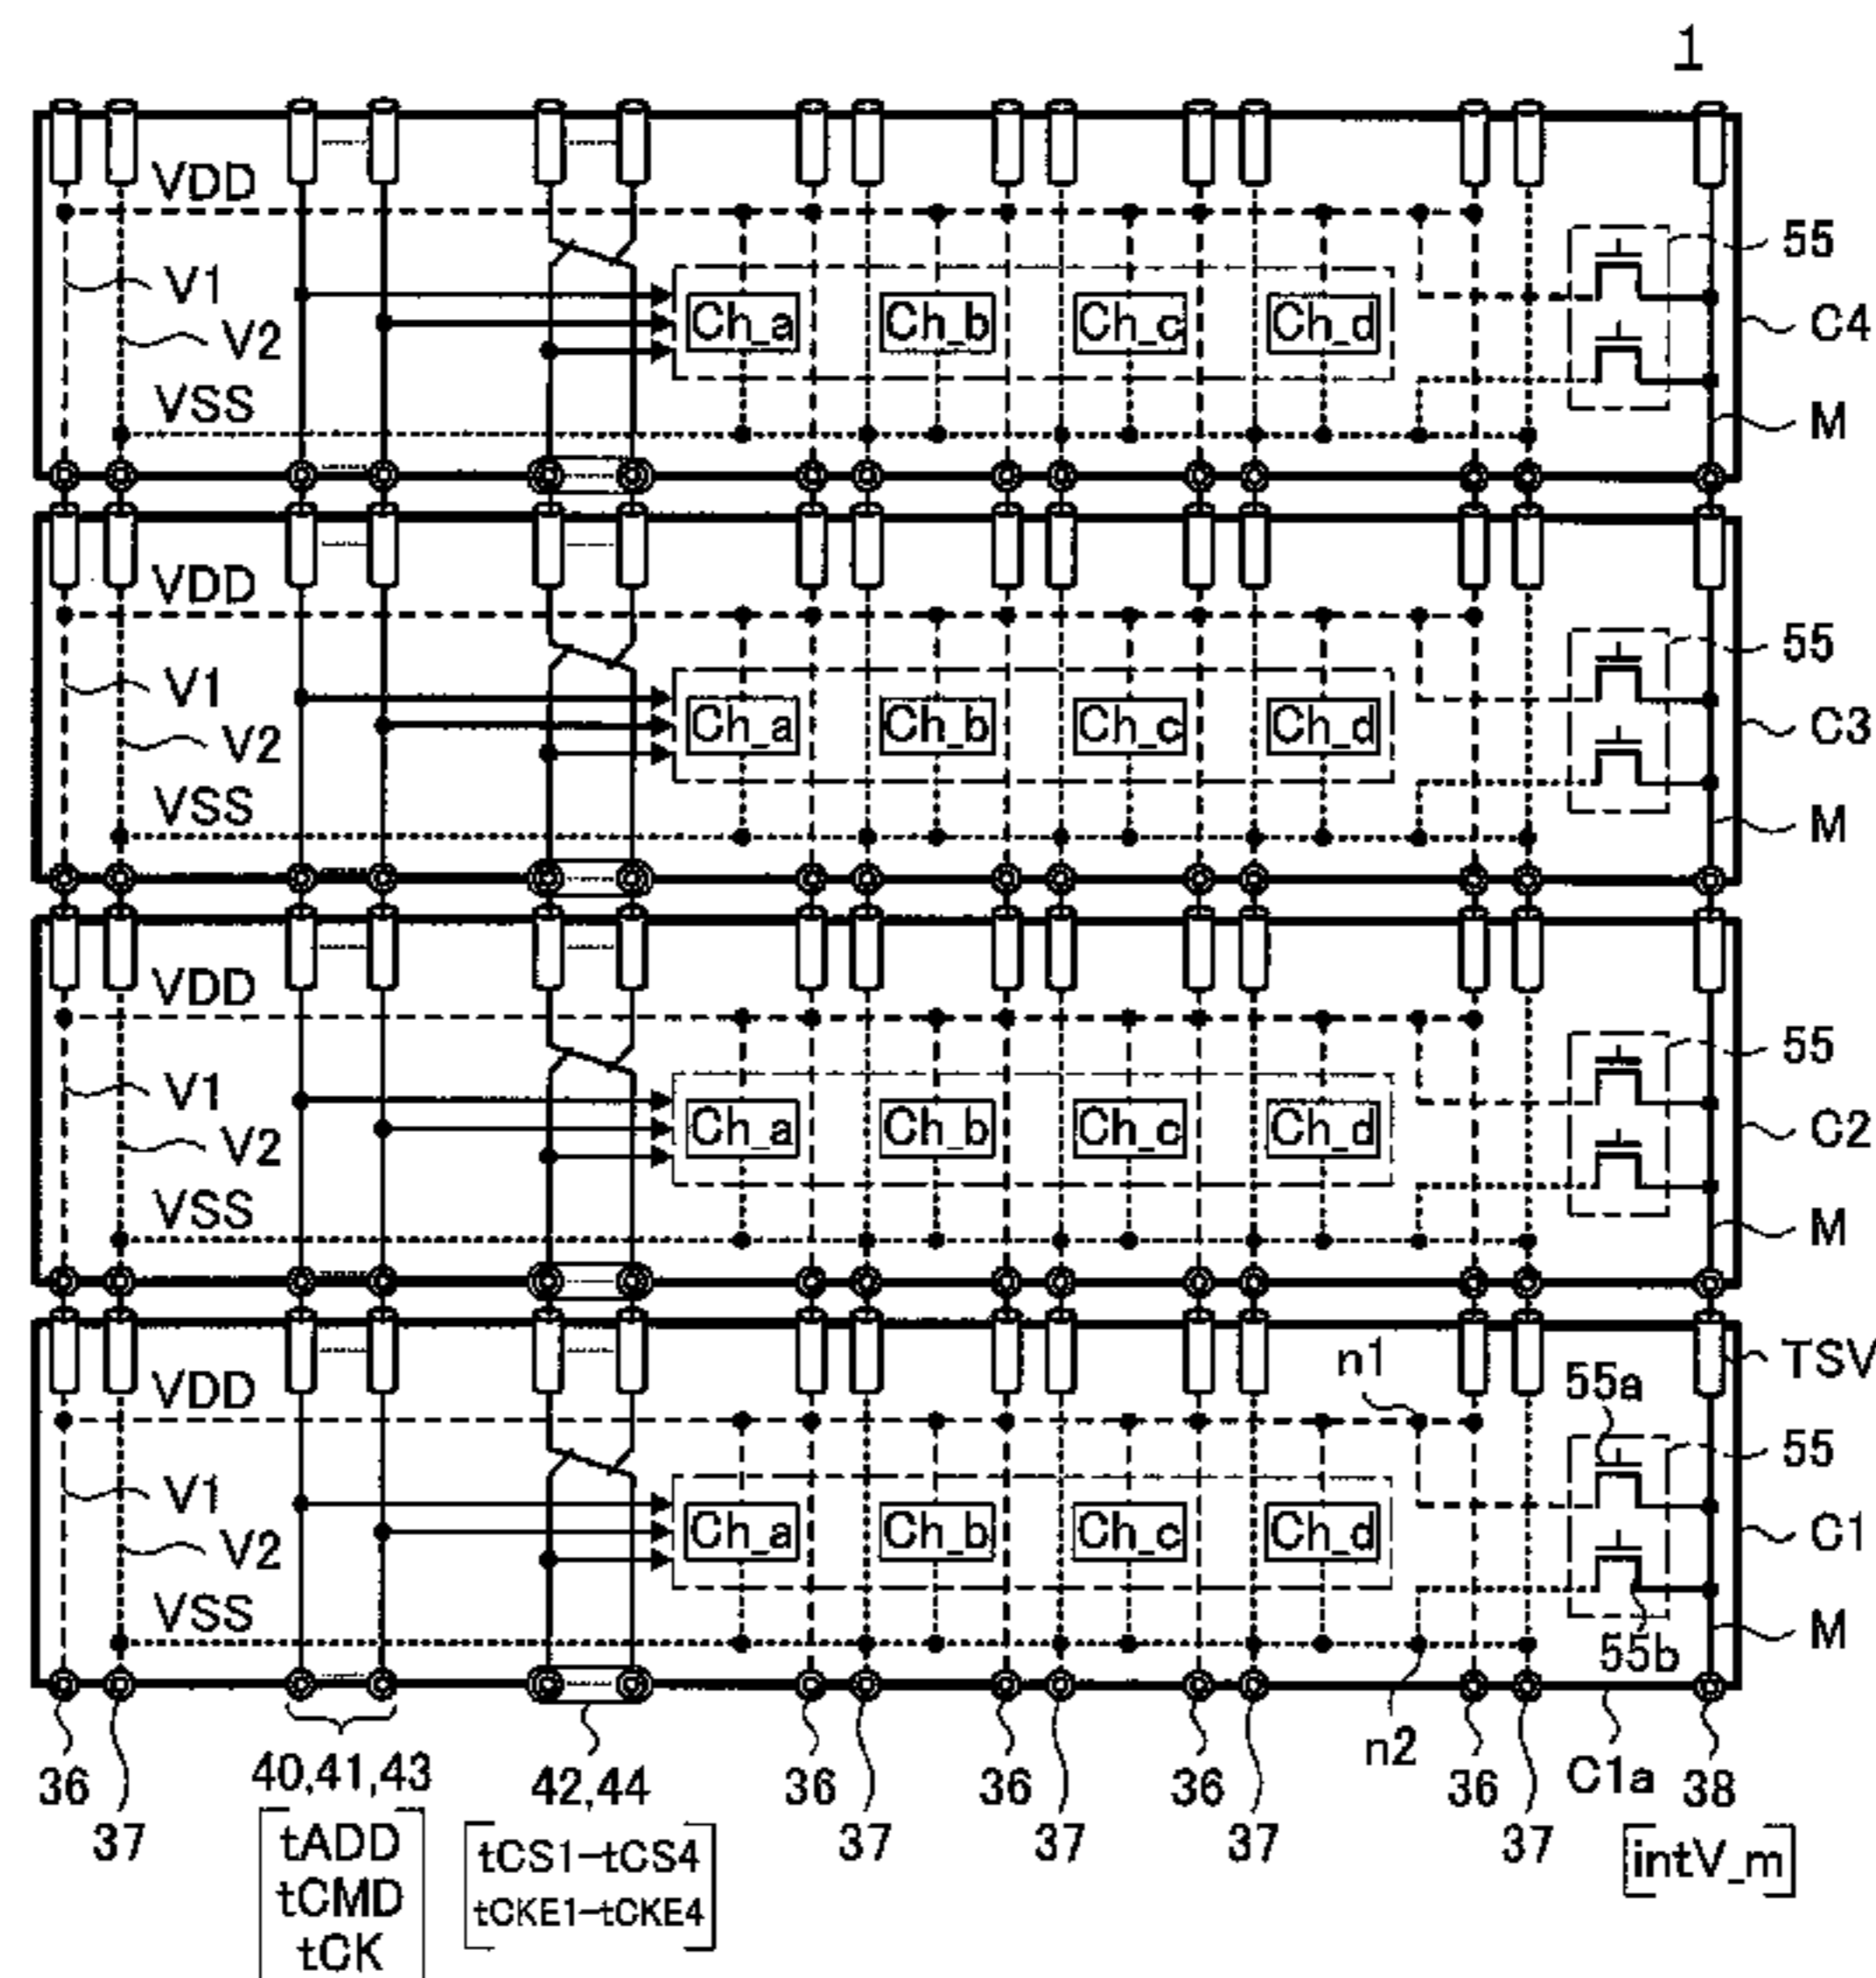 1
VDD
V1
V2
VSS
Ch_a Ch_b Ch_c Ch_d
55
C4
M
VDD
V1
V2
VSS
Ch_a Ch_b Ch_c Ch_d
55
C3
M
VDD
V1
V2
VSS
Ch_a Ch_b Ch_c Ch_d
55
C2
M
VDD
V1
V2
VSS
Ch_a Ch_b Ch_c Ch_d
n1
55a
TSV
55
C1
M
55b
n2
C1a
36 37 40,41,43 42,44 36 37 36 37 36 37 36 37 38
tADD
tCMD
tCK
tCS1-tCS4
tCKE1-tCKE4
intV_m